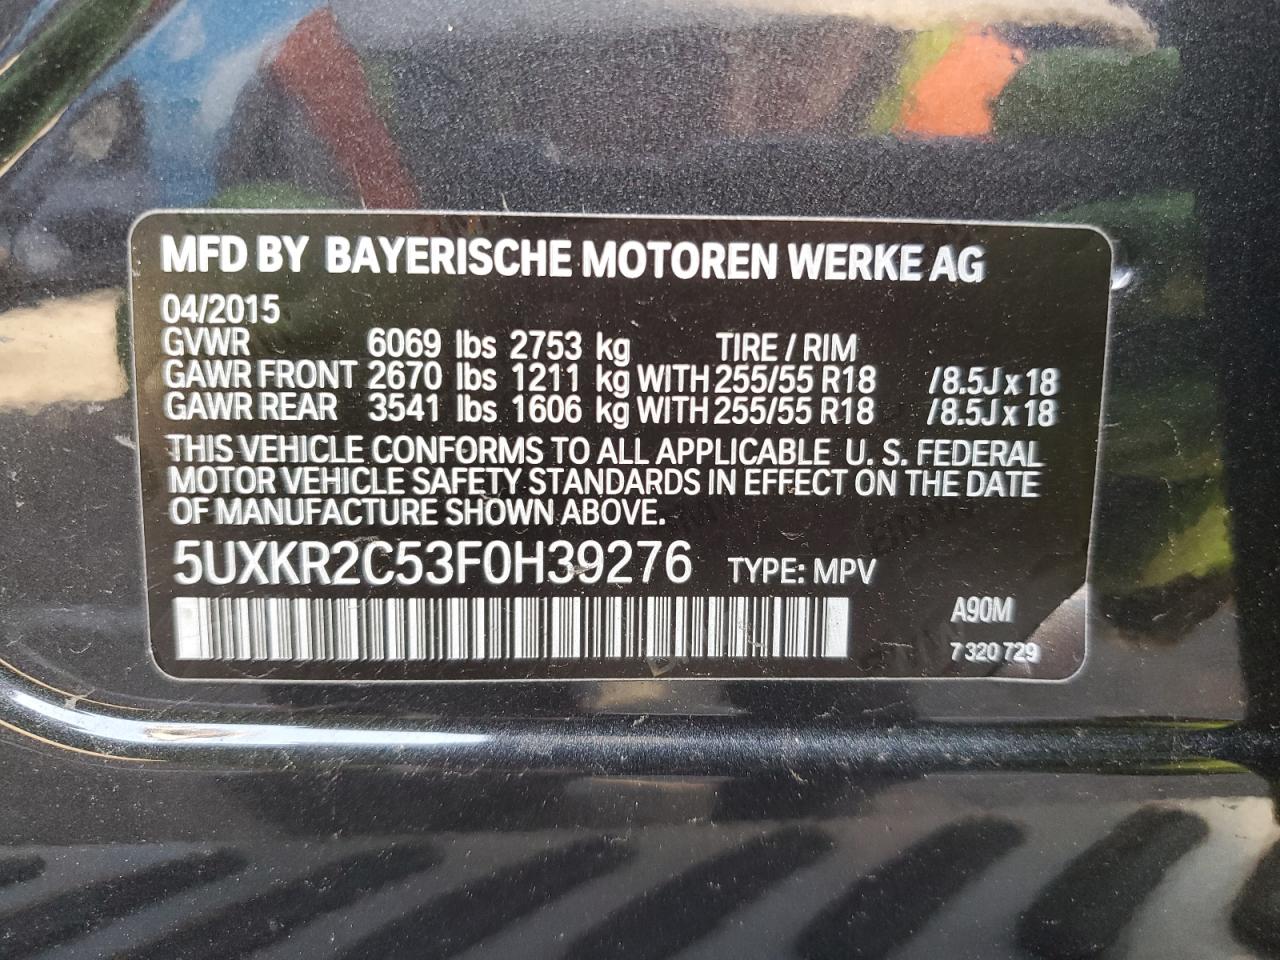 MFD BY BAYERISCHE MOTOREN WERKE AG
04/2015
GVWR 6069 lbs 2753 kg TIRE / RIM
GAWR FRONT 2670 lbs 1211 kg WITH 255/55 R18 /8.5J x 18
GAWR REAR 3541 lbs 1606 kg WITH 255/55 R18 /8.5J x 18
THIS VEHICLE CONFORMS TO ALL APPLICABLE U. S. FEDERAL
MOTOR VEHICLE SAFETY STANDARDS IN EFFECT ON THE DATE
OF MANUFACTURE SHOWN ABOVE.
5UXKR2C53F0H39276 TYPE: MPV
A90M
7 320 729